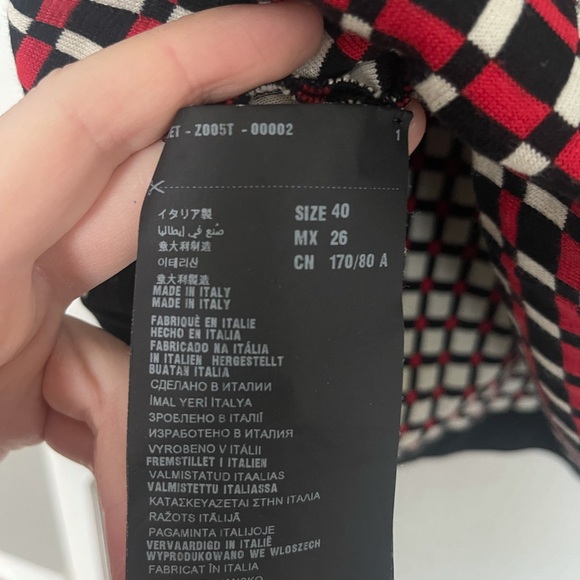 ET - Z005T - 00002 1
イタリア製
صنع في إيطاليا
意大利制造
이태리산
意大利製造
MADE IN ITALY
MADE IN ITALY
SIZE 40
MX 26
CN 170/80 A
FABRIQUÉ EN ITALIE
HECHO EN ITALIA
FABRICADO NA ITÁLIA
IN ITALIEN HERGESTELLT
BUATAN ITALIA
СДЕЛАНО В ИТАЛИИ
İMAL YERİ İTALYA
ЗРОБЛЕНО В ІТАЛІЇ
ИЗРАБОТЕНО В ИТАЛИЯ
VYROBENO V ITÁLII
FREMSTILLET I ITALIEN
VALMISTATUD ITAALIAS
VALMISTETTU ITALIASSA
ΚΑΤΑΣΚΕΥΑΖΕΤΑΙ ΣΤΗΝ ΙΤΑΛΙΑ
RAŽOTS ITĀLIJĀ
PAGAMINTA ITALIJOJE
VERVAARDIGD IN ITALIË
WYPRODUKOWANO WE WLOSZECH
FABRICAT ÎN ITALIA